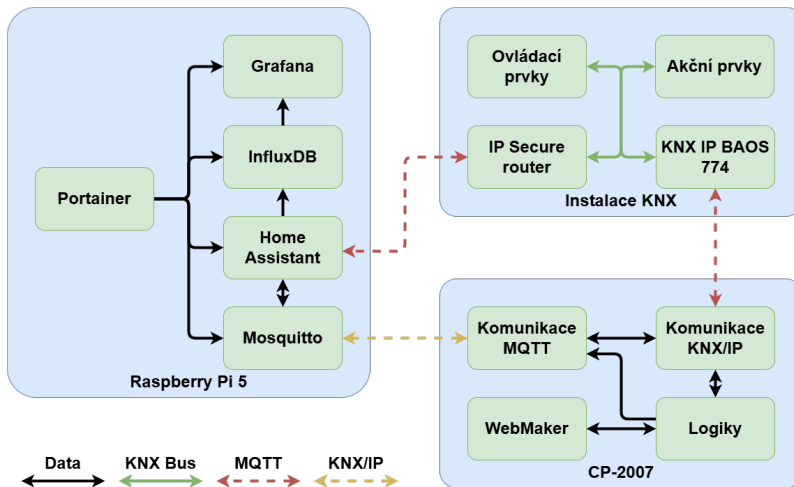 Grafana
InfluxDB
Portainer
Home
Assistant
Mosquitto
Raspberry Pi 5
Ovládací
prvky
Akční prvky
IP Secure
router
KNX IP BAOS
774
Instalace KNX
Komunikace
MQTT
Komunikace
KNX/IP
WebMaker
Logiky
CP-2007
Data
KNX Bus
MQTT
KNX/IP